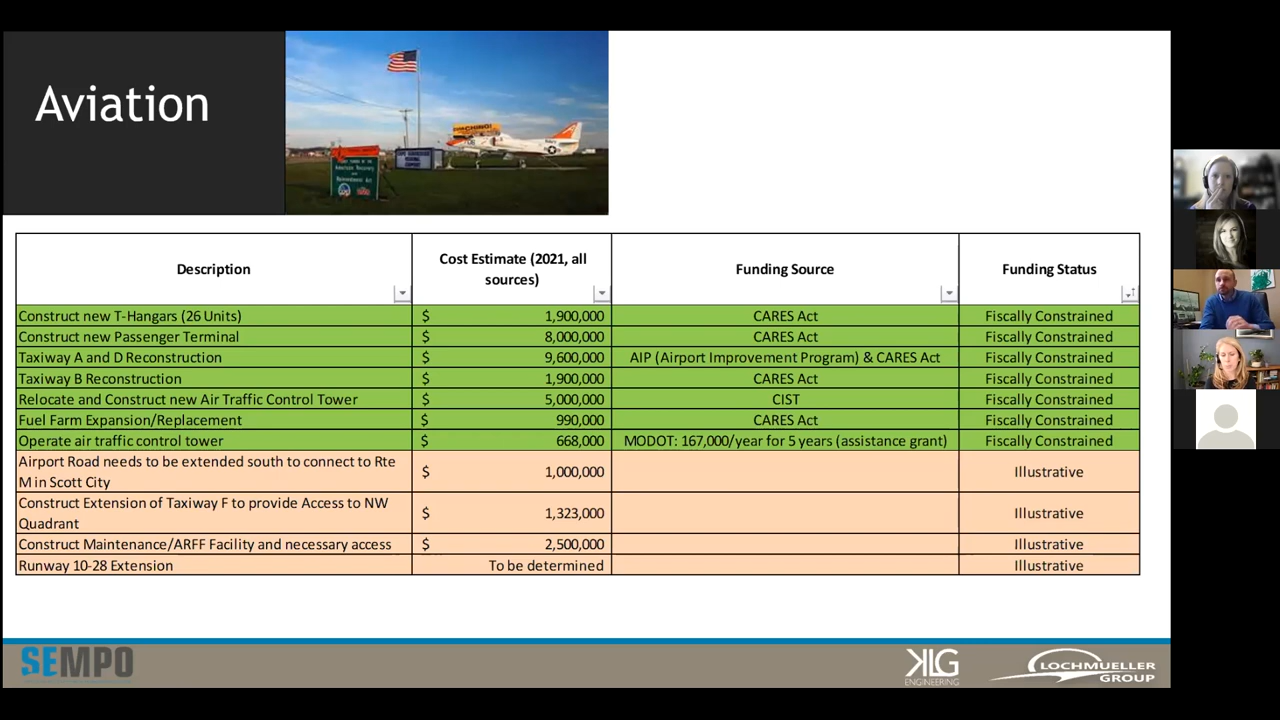 Aviation
Description
Cost Estimate (2021, all
sources)
Funding Source
Funding Status
Construct new T-Hangars (26 Units) $ 1,900,000 CARES Act Fiscally Constrained
Construct new Passenger Terminal $ 8,000,000 CARES Act Fiscally Constrained
Taxiway A and D Reconstruction $ 9,600,000 AIP (Airport Improvement Program) & CARES Act Fiscally Constrained
Taxiway B Reconstruction $ 1,900,000 CARES Act Fiscally Constrained
Relocate and Construct new Air Traffic Control Tower $ 5,000,000 CIST Fiscally Constrained
Fuel Farm Expansion/Replacement $ 990,000 CARES Act Fiscally Constrained
Operate air traffic control tower $ 668,000 MODOT: 167,000/year for 5 years (assistance grant) Fiscally Constrained
Airport Road needs to be extended south to connect to Rte
M in Scott City
$ 1,000,000 Illustrative
Construct Extension of Taxiway F to provide Access to NW
Quadrant
$ 1,323,000 Illustrative
Construct Maintenance/ARFF Facility and necessary access $ 2,500,000 Illustrative
Runway 10-28 Extension To be determined Illustrative
SEMPO
KLG
ENGINEERING
LOCHMUELLER
GROUP